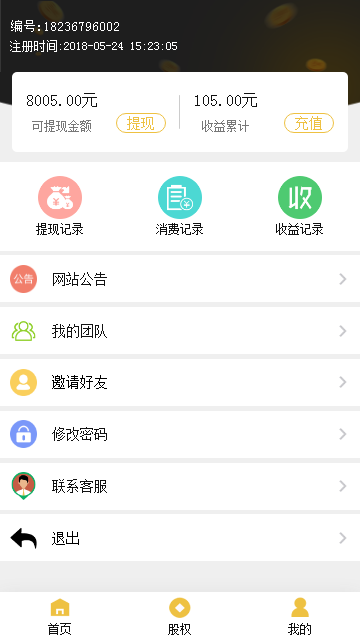 编号:18236796002
注册时间:2018-05-24 15:23:05
8005.00元
105.00元
可提现金额
提现
收益累计
充值
收
提现记录
消费记录
收益记录
公告
网站公告
我的团队
邀请好友
修改密码
联系客服
退出
首页
股权
我的